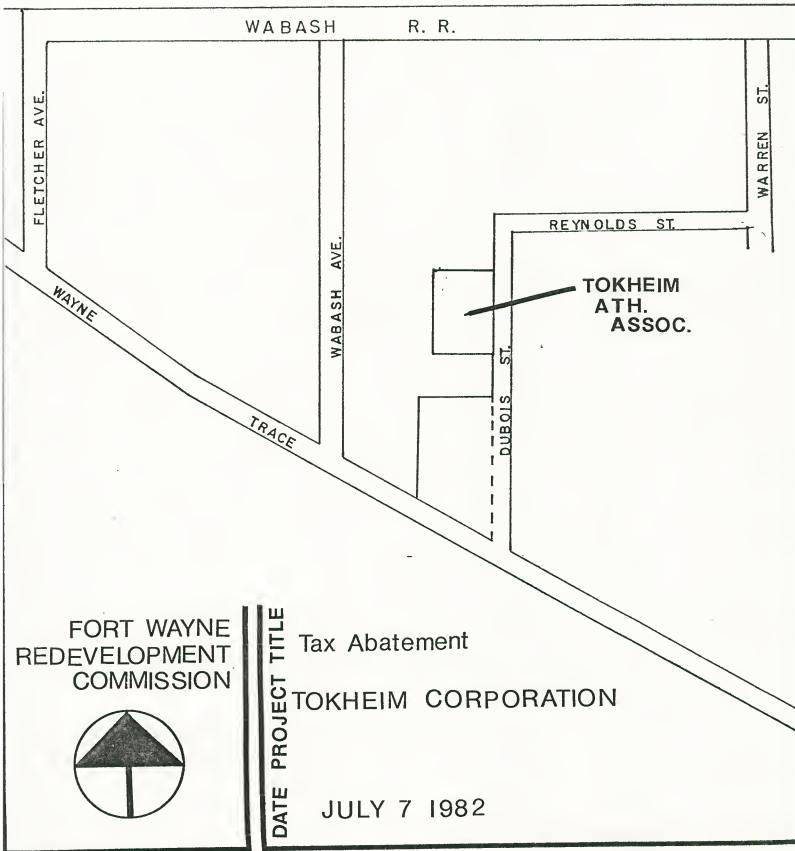 WABASH R. R.
FLETCHER AVE.
WABASH AVE.
WARREN ST.
REYNOLDS ST.
TOKHEIM
ATH.
ASSOC.
DUBOIS ST.
WAYNE TRACE
FORT WAYNE
REDEVELOPMENT
COMMISSION
PROJECT TITLE
Tax Abatement
TOKHEIM CORPORATION
DATE
JULY 7 1982